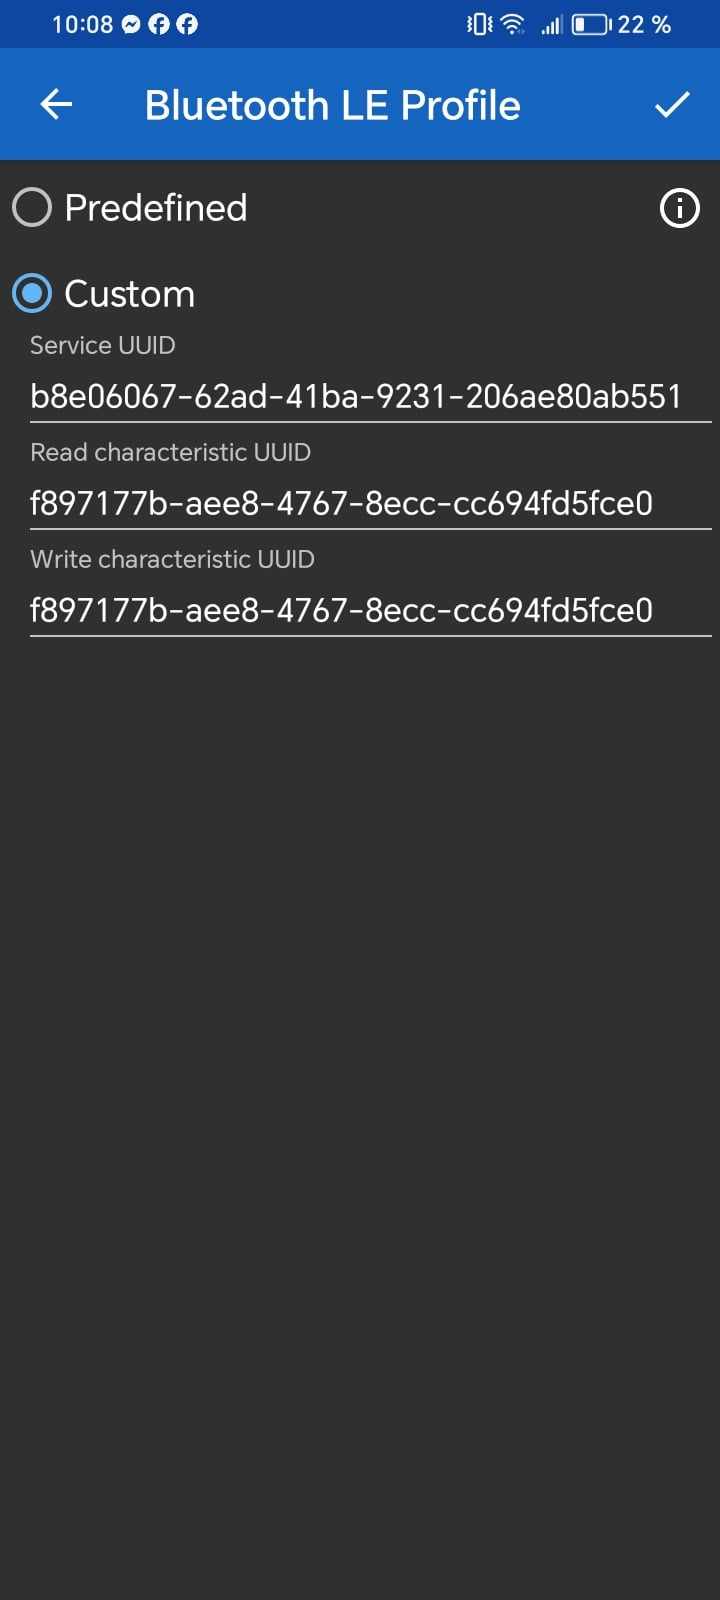 10:08 22 %
Bluetooth LE Profile
Predefined
Custom
Service UUID
b8e06067-62ad-41ba-9231-206ae80ab551
Read characteristic UUID
f897177b-aee8-4767-8ecc-cc694fd5fce0
Write characteristic UUID
f897177b-aee8-4767-8ecc-cc694fd5fce0